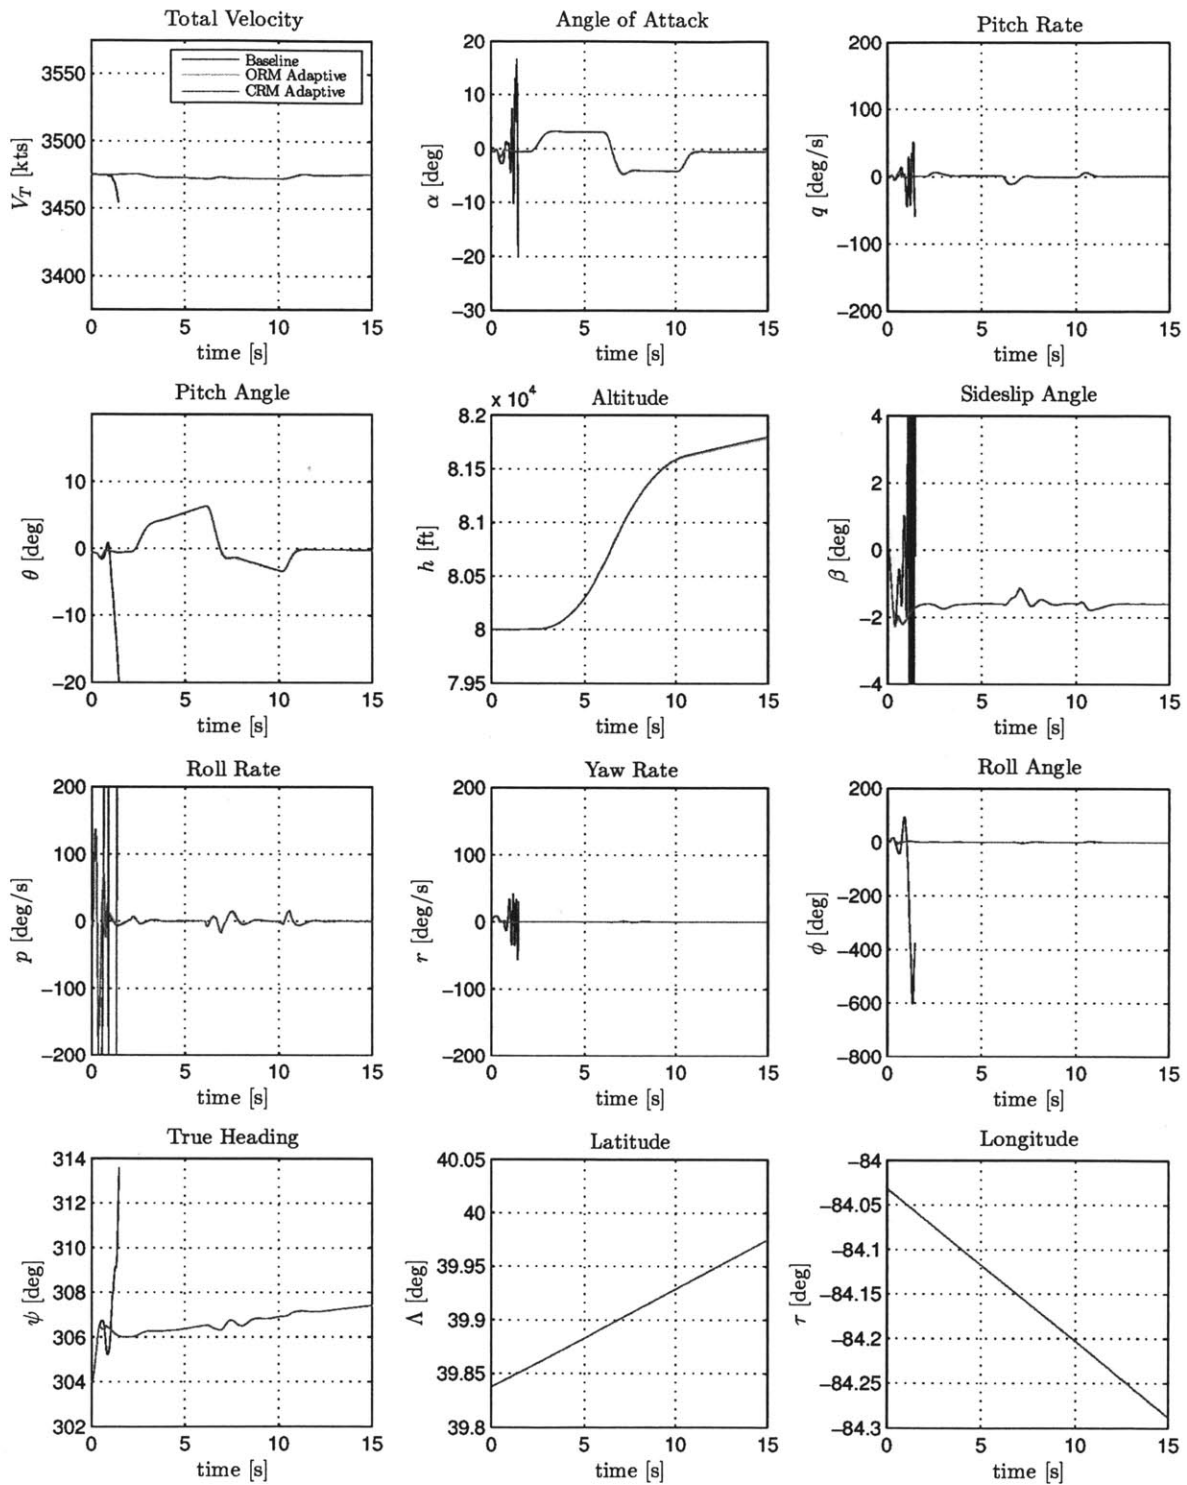 Total Velocity
3550
3500
3450
3400
V_T [kts]
Baseline
ORM Adaptive
CRM Adaptive
0 5 10 15
time [s]
Angle of Attack
20
10
0
−10
−20
−30
α [deg]
0 5 10 15
time [s]
Pitch Rate
200
100
0
−100
−200
q [deg/s]
0 5 10 15
time [s]
Pitch Angle
10
0
−10
−20
θ [deg]
0 5 10 15
time [s]
x 10^4
Altitude
8.2
8.15
8.1
8.05
8
7.95
h [ft]
0 5 10 15
time [s]
Sideslip Angle
4
2
0
−2
−4
β [deg]
0 5 10 15
time [s]
Roll Rate
200
100
0
−100
−200
p [deg/s]
0 5 10 15
time [s]
Yaw Rate
200
100
0
−100
−200
r [deg/s]
0 5 10 15
time [s]
Roll Angle
200
0
−200
−400
−600
−800
ϕ [deg]
0 5 10 15
time [s]
True Heading
314
312
310
308
306
304
302
ψ [deg]
0 5 10 15
time [s]
Latitude
40.05
40
39.95
39.9
39.85
39.8
Λ [deg]
0 5 10 15
time [s]
Longitude
−84
−84.05
−84.1
−84.15
−84.2
−84.25
−84.3
τ [deg]
0 5 10 15
time [s]